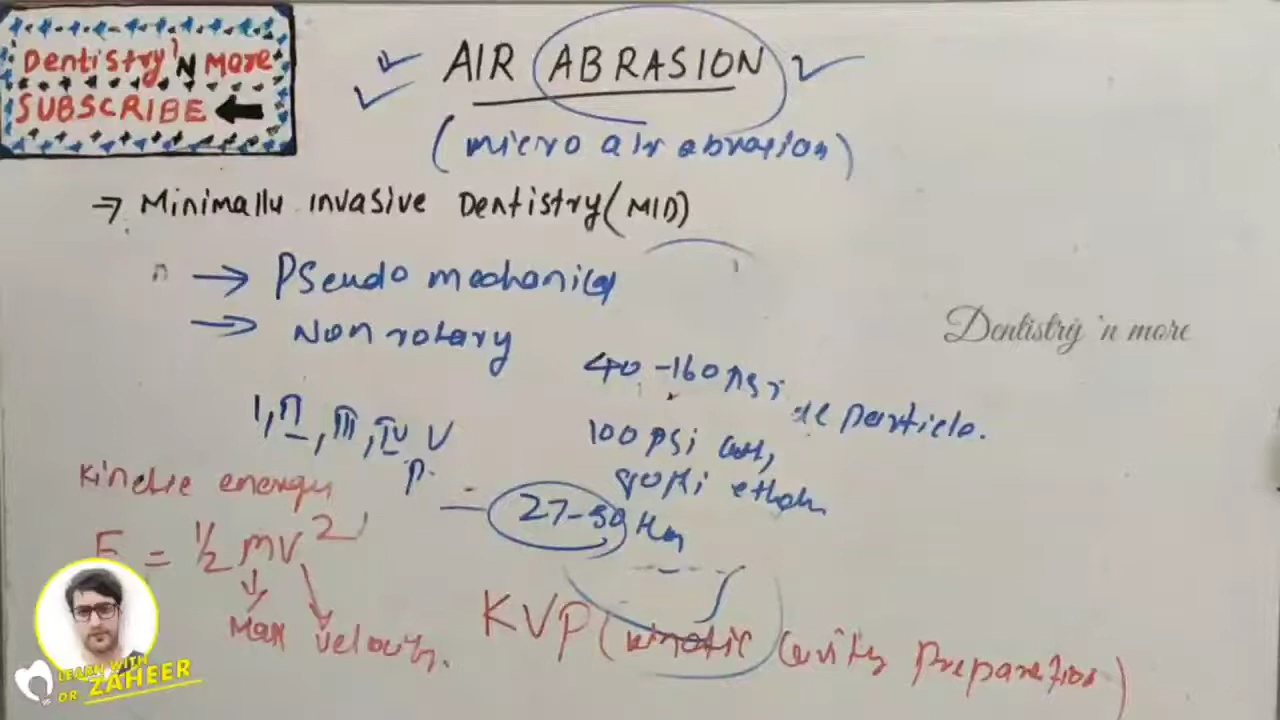 Dentistry'N More
SUBSCRIBE
AIR ABRASION
(micro air abrasion)
→ Minimally Invasive Dentistry (MID)
→ Pseudo mechanical
→ Non rotary
Dentistry 'n more
40-160 psi
particle.
I, II, III, IV V
100 psi
Kinetic energy
27-50
E = 1/2 mv2
Max velocity.
KVP (kinetic Cavity Preparation)
LEARN WITH
DR ZAHEER